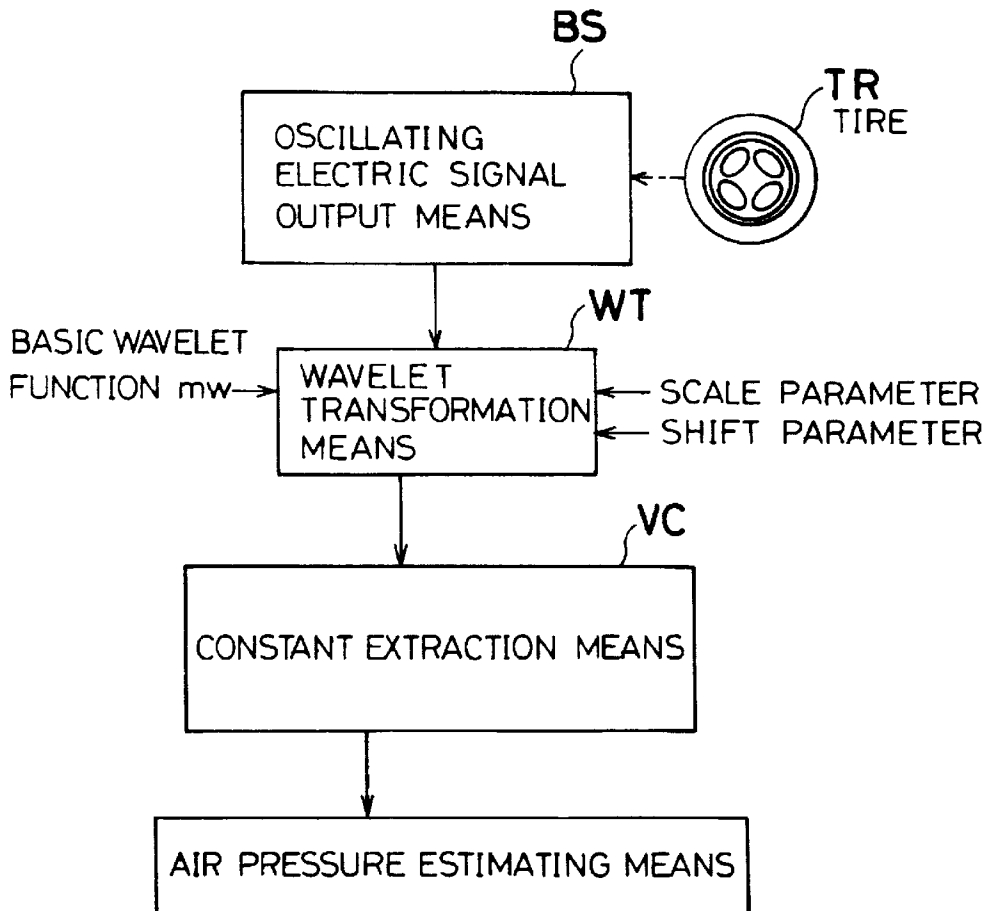 BS
TR
TIRE
OSCILLATING
ELECTRIC SIGNAL
OUTPUT MEANS
WT
BASIC WAVELET
FUNCTION mw
WAVELET
TRANSFORMATION
MEANS
SCALE PARAMETER
SHIFT PARAMETER
VC
CONSTANT EXTRACTION MEANS
AIR PRESSURE ESTIMATING MEANS